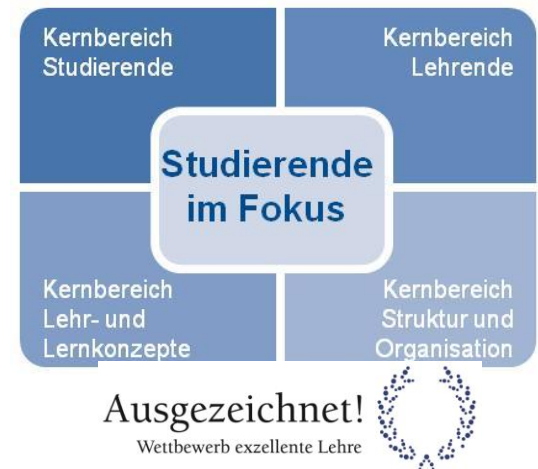 Kernbereich
Studierende
Kernbereich
Lehrende
Studierende
im Fokus
Kernbereich
Lehr- und
Lernkonzepte
Kernbereich
Struktur und
Organisation
Ausgezeichnet!
Wettbewerb exzellente Lehre